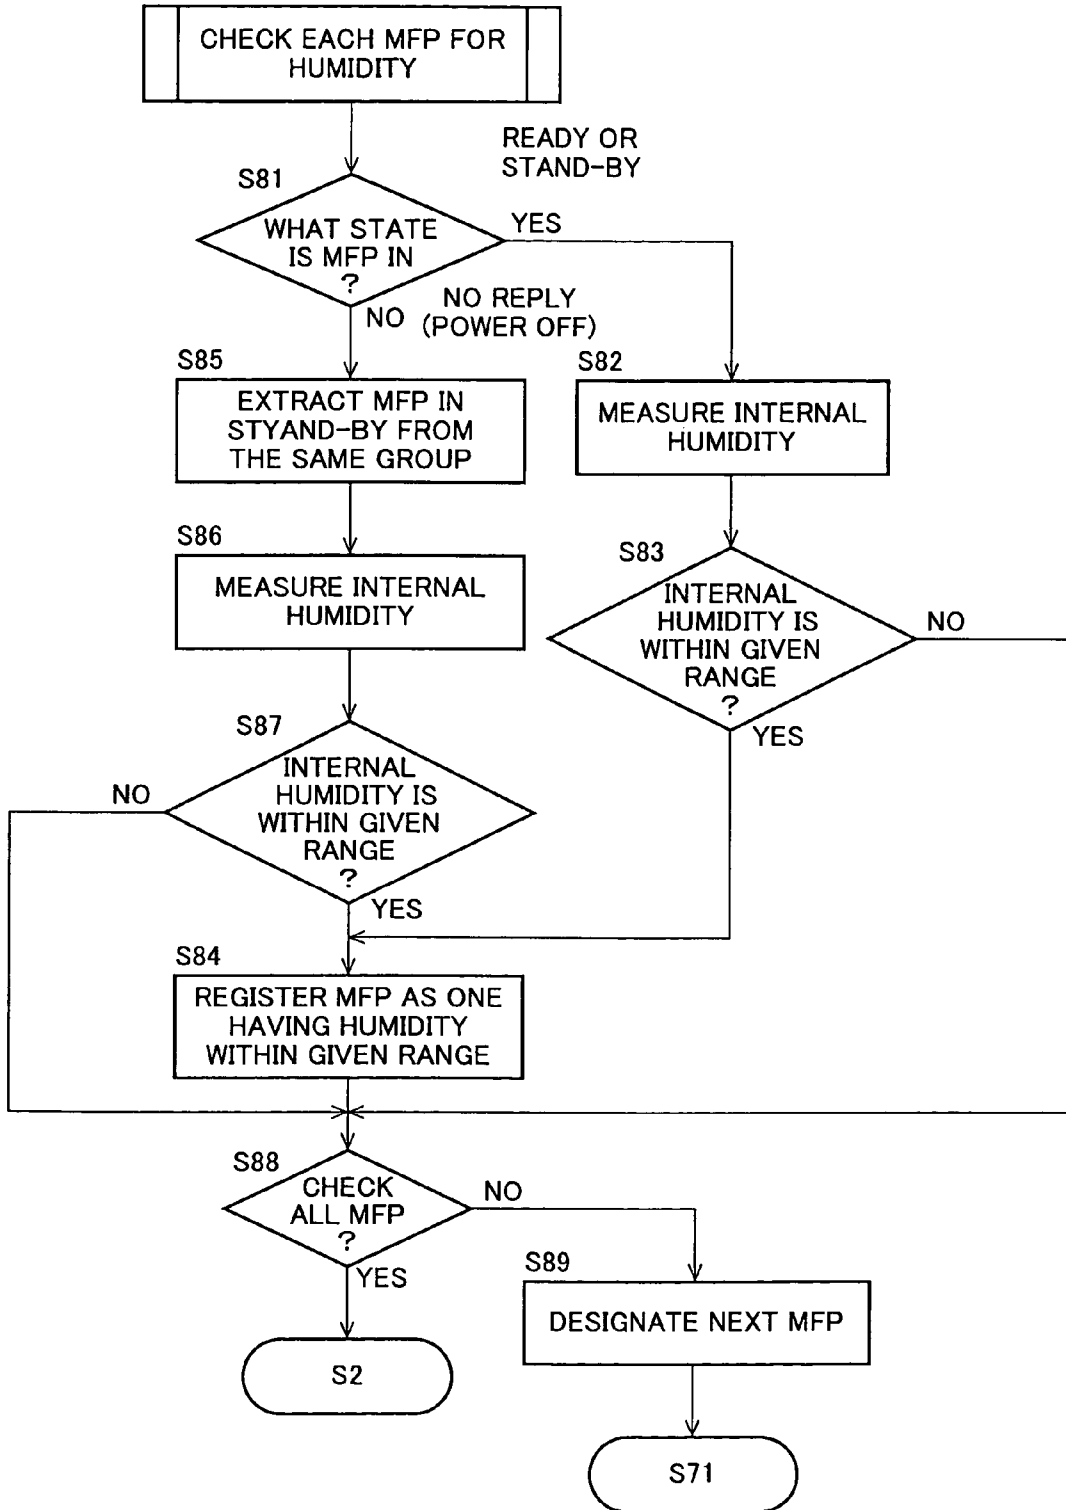 CHECK EACH MFP FOR
HUMIDITY
READY OR
STAND-BY
S81
WHAT STATE
IS MFP IN
?
YES
NO
NO REPLY
(POWER OFF)
S85
EXTRACT MFP IN
STYAND-BY FROM
THE SAME GROUP
S82
MEASURE INTERNAL
HUMIDITY
S86
MEASURE INTERNAL
HUMIDITY
S83
INTERNAL
HUMIDITY IS
WITHIN GIVEN
RANGE
?
NO
YES
S87
INTERNAL
HUMIDITY IS
WITHIN GIVEN
RANGE
?
NO
YES
S84
REGISTER MFP AS ONE
HAVING HUMIDITY
WITHIN GIVEN RANGE
S88
CHECK
ALL MFP
?
NO
YES
S89
DESIGNATE NEXT MFP
S2
S71